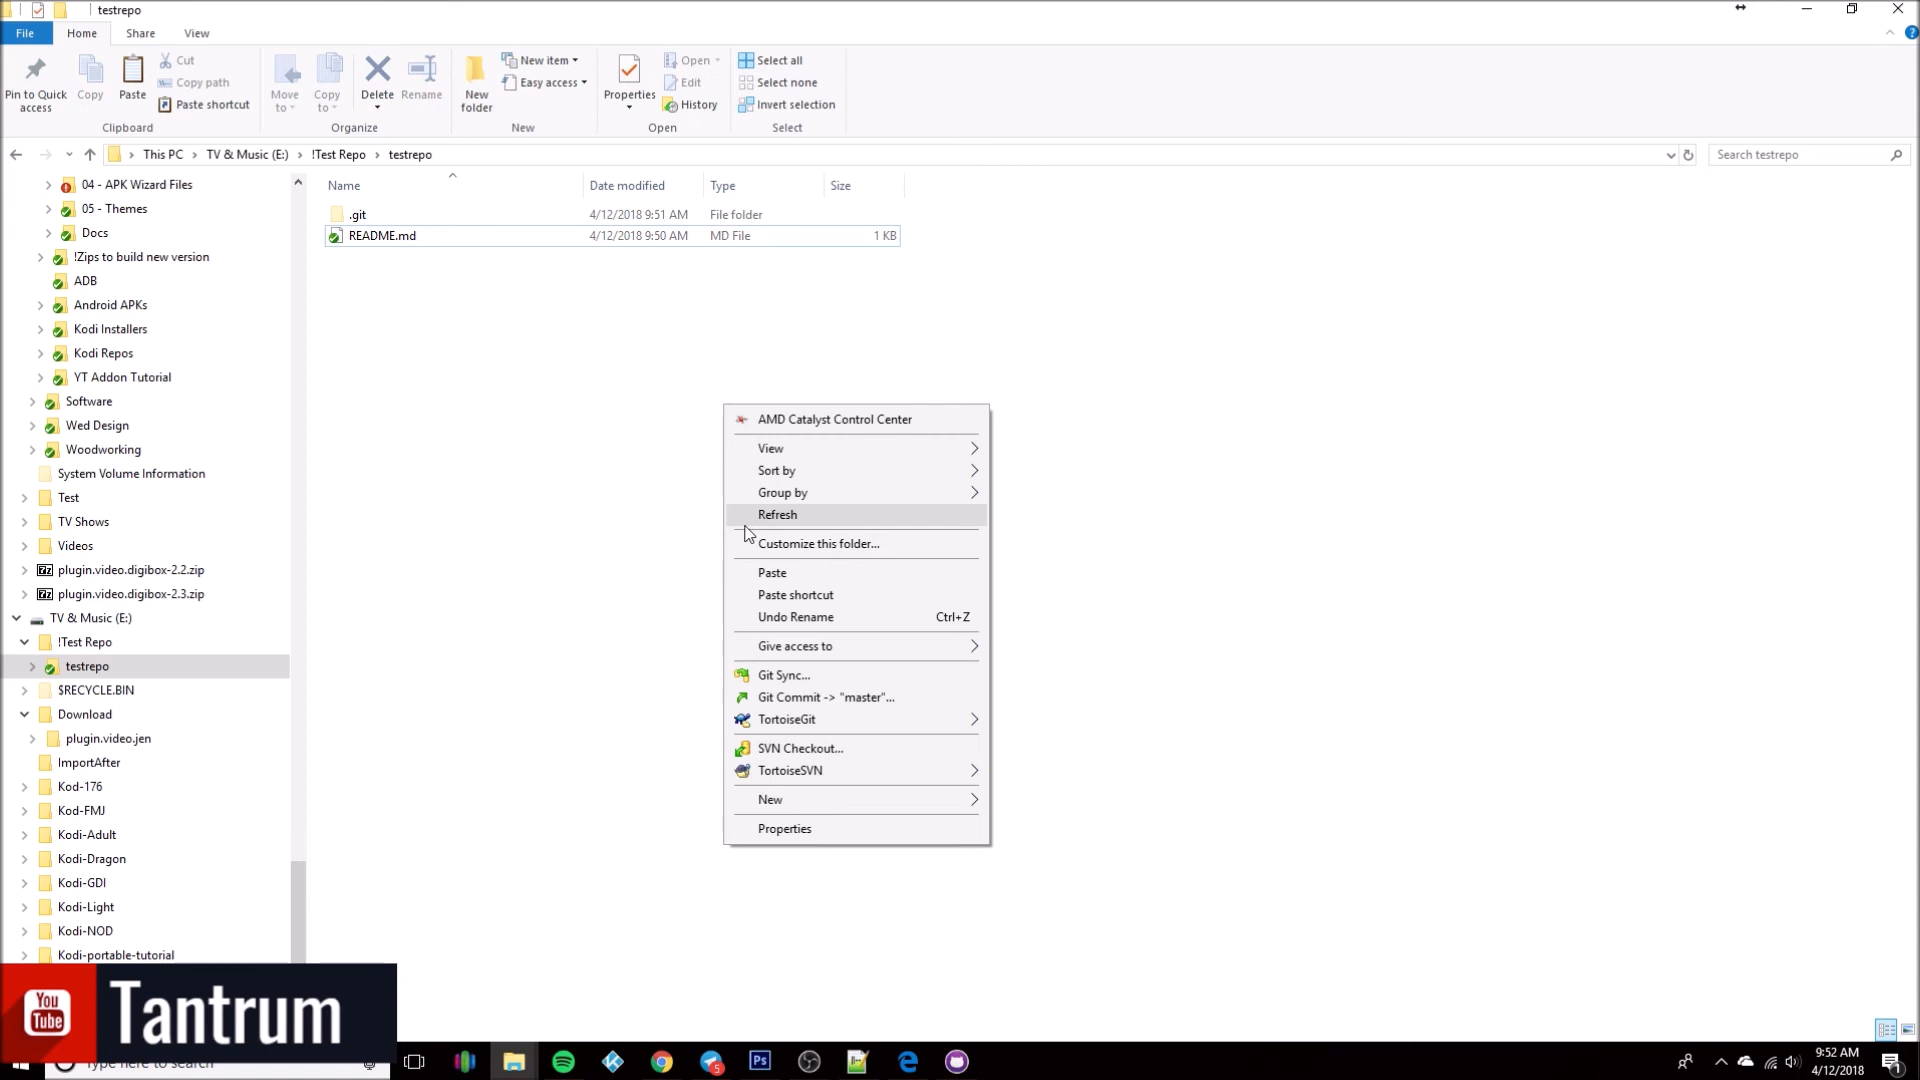 testrepo
File
Home
Share
View
Pin to Quick access
Copy
Paste
Cut
Copy path
Paste shortcut
Clipboard
Move to
Copy to
Delete
Rename
Organize
New folder
New item
Easy access
New
Properties
Open
Edit
History
Open
Select all
Select none
Invert selection
Select
This PC > TV & Music (E:) > !Test Repo > testrepo
Search testrepo
Name
Date modified
Type
Size
.git 4/12/2018 9:51 AM File folder
README.md 4/12/2018 9:50 AM MD File 1 KB
04 - APK Wizard Files
05 - Themes
Docs
!Zips to build new version
ADB
Android APKs
Kodi Installers
Kodi Repos
YT Addon Tutorial
Software
Wed Design
Woodworking
System Volume Information
Test
TV Shows
Videos
plugin.video.digibox-2.2.zip
plugin.video.digibox-2.3.zip
TV & Music (E:)
!Test Repo
testrepo
$RECYCLE.BIN
Download
plugin.video.jen
ImportAfter
Kod-176
Kod-FMJ
Kodi-Adult
Kodi-Dragon
Kodi-GDI
Kodi-Light
Kodi-NOD
Kodi-portable-tutorial
AMD Catalyst Control Center
View
Sort by
Group by
Refresh
Customize this folder...
Paste
Paste shortcut
Undo Rename Ctrl+Z
Give access to
Git Sync...
Git Commit -> "master"...
TortoiseGit
SVN Checkout...
TortoiseSVN
New
Properties
You
Tube
Tantrum
Type here to search
Ps
5
9:52 AM
4/12/2018
1